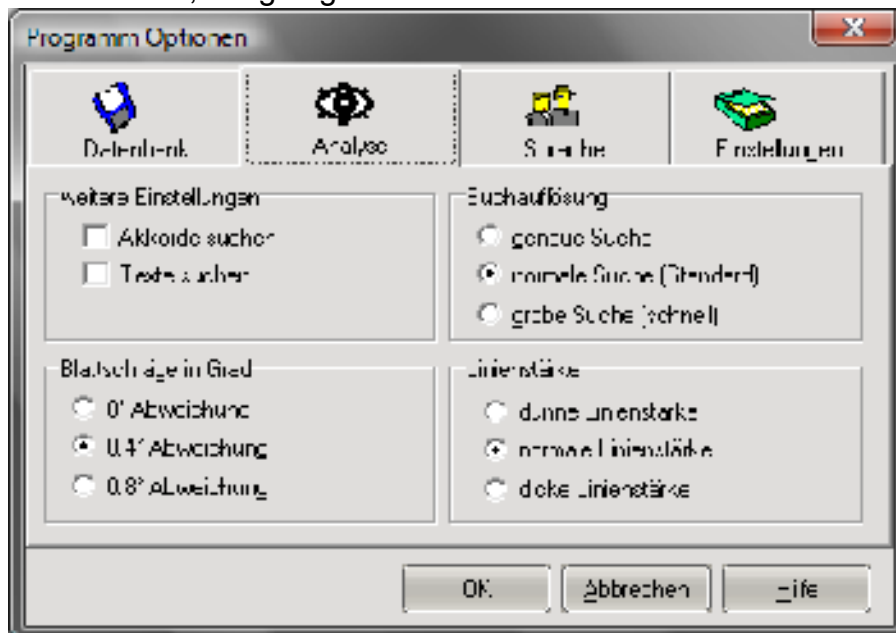 Programm Optionen
Datenbank
Analyse
Suche
Einstellungen
weitere Einstellungen
Akkorde suchen
Texte suchen
Suchauflösung
genaue Suche
normale Suche (Standard)
grobe Suche (schnell)
Blattschräge in Grad
0° Abweichung
0.4° Abweichung
0.8° Abweichung
Linienstärke
dünne Linienstärke
normale Linienstärke
dicke Linienstärke
OK
Abbrechen
Hilfe